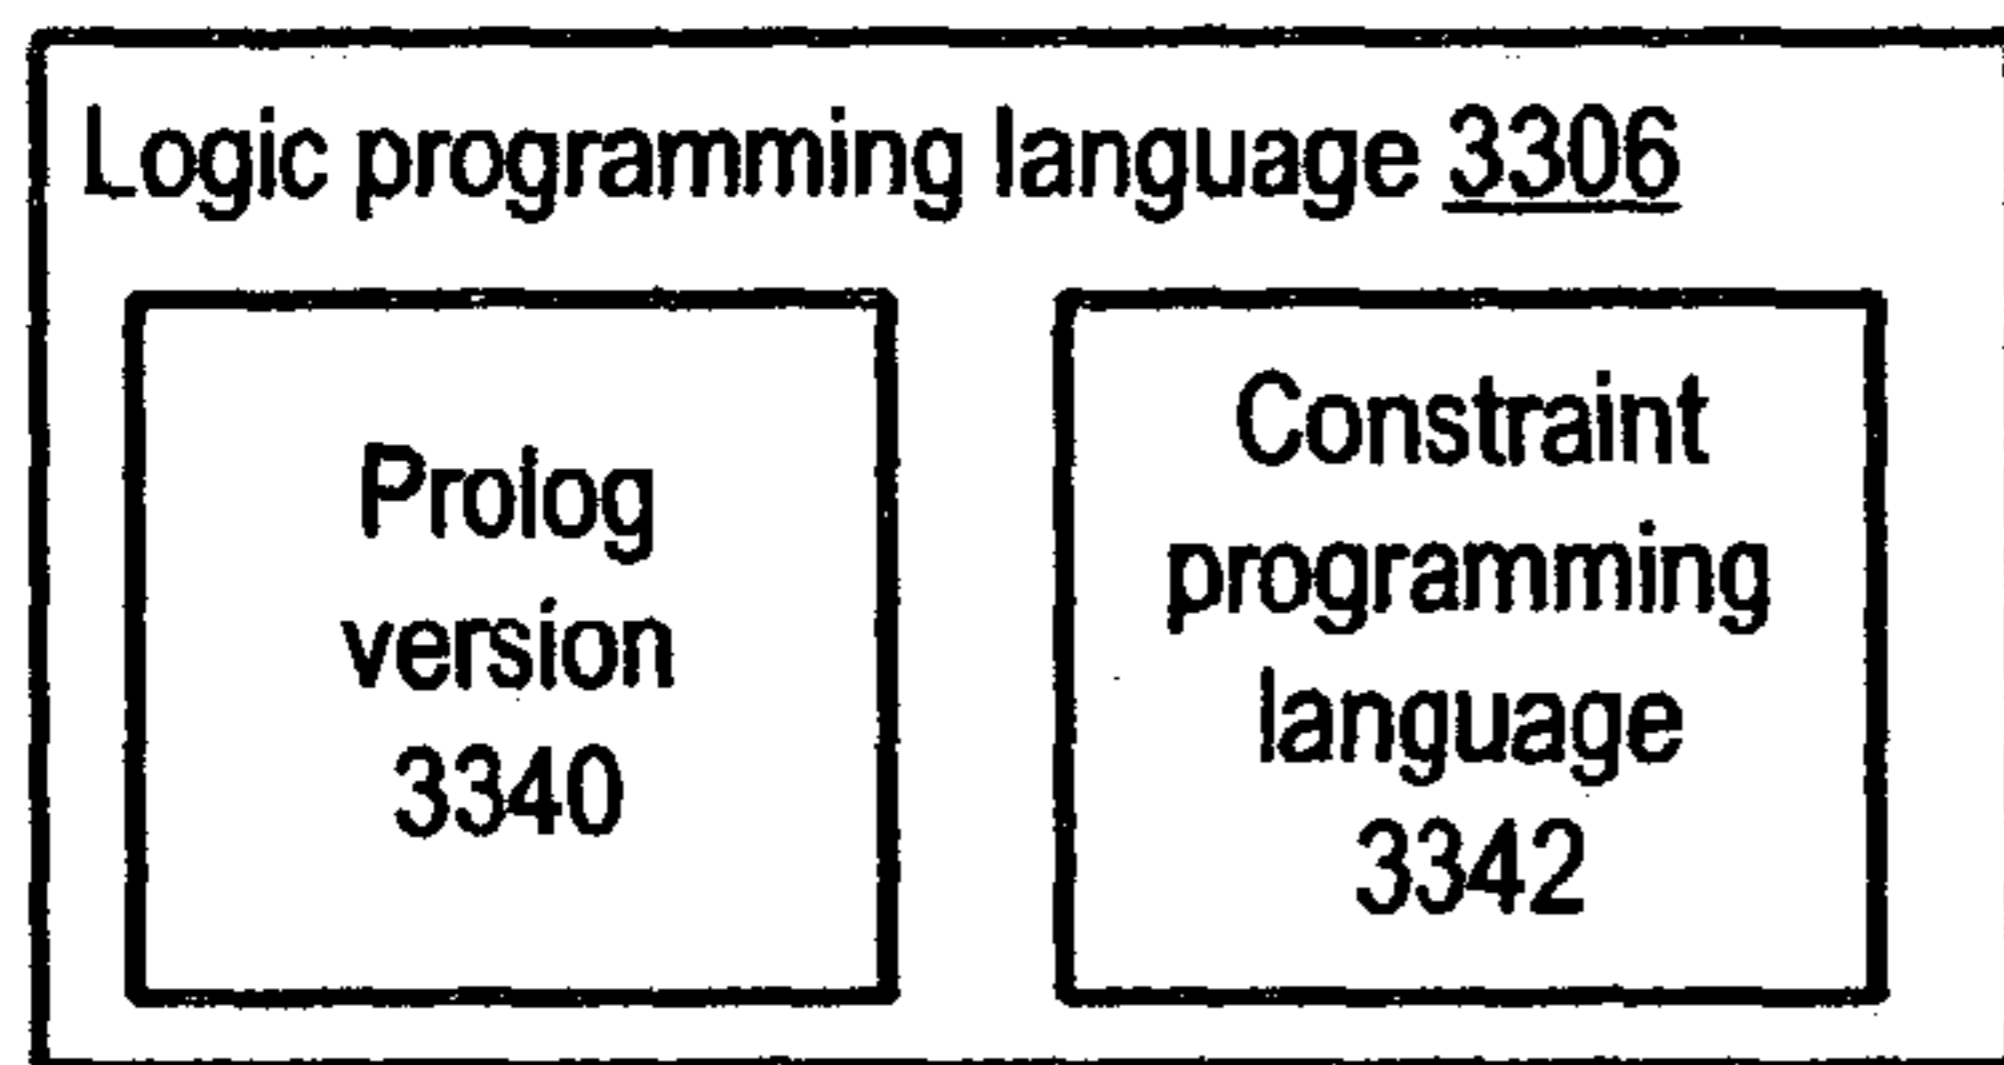 Logic programming language 3306
Prolog
version
3340
Constraint
programming
language
3342